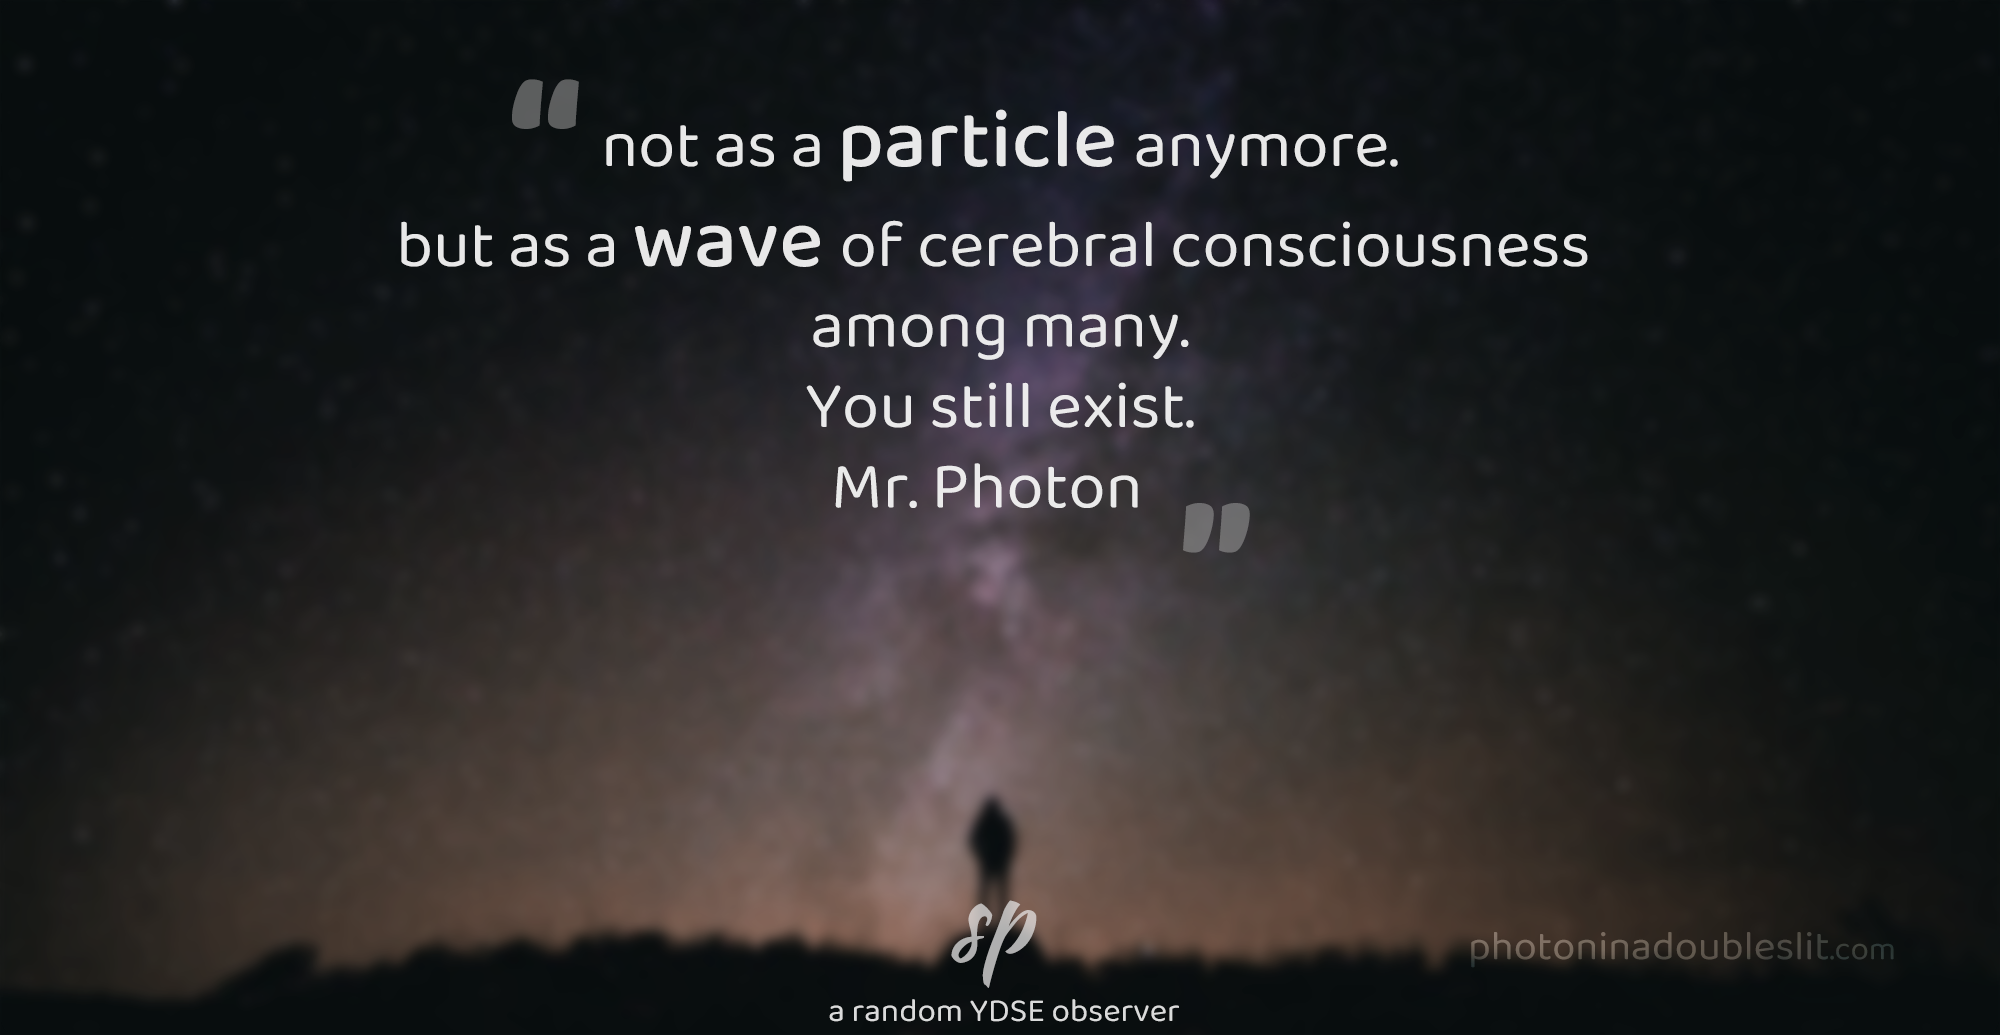 “ not as a particle anymore.
but as a wave of cerebral consciousness
among many.
You still exist.
Mr. Photon ”
sp
photoninadoubleslit.com
a random YDSE observer